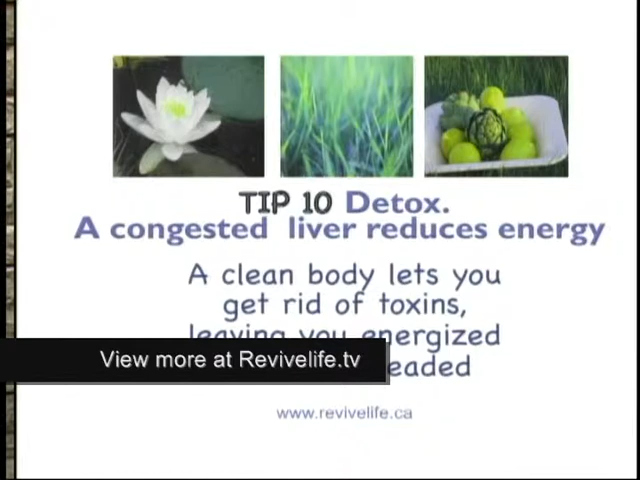 TIP 10 Detox.
A congested liver reduces energy
A clean body lets you
get rid of toxins,
leaving you energized
eaded
View more at Revivelife.tv
www.revivelife.ca